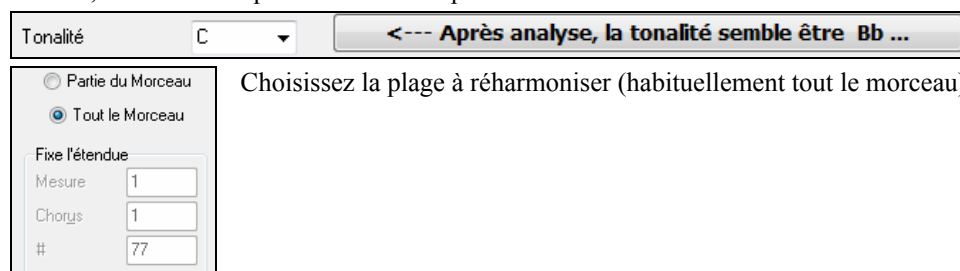 Tonalité C <--- Après analyse, la tonalité semble être Bb ...
Partie du Morceau
Choisissez la plage à réharmoniser (habituellement tout le morceau)
Tout le Morceau
Fixe l'étendue
Mesure 1
Chorus 1
# 77